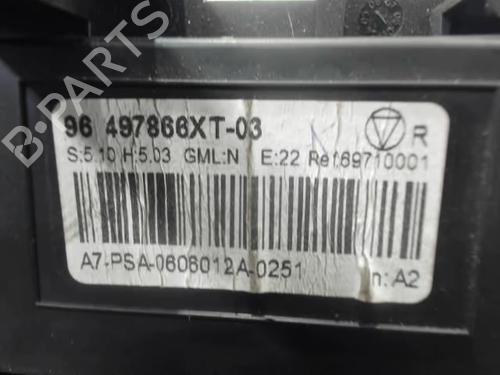 96 497866XT-03
R
S:5.10 H:5.03 GML:N E:22 Ref:69710001
A7-PSA-0606012A-0251
n: A2
B-PARTS